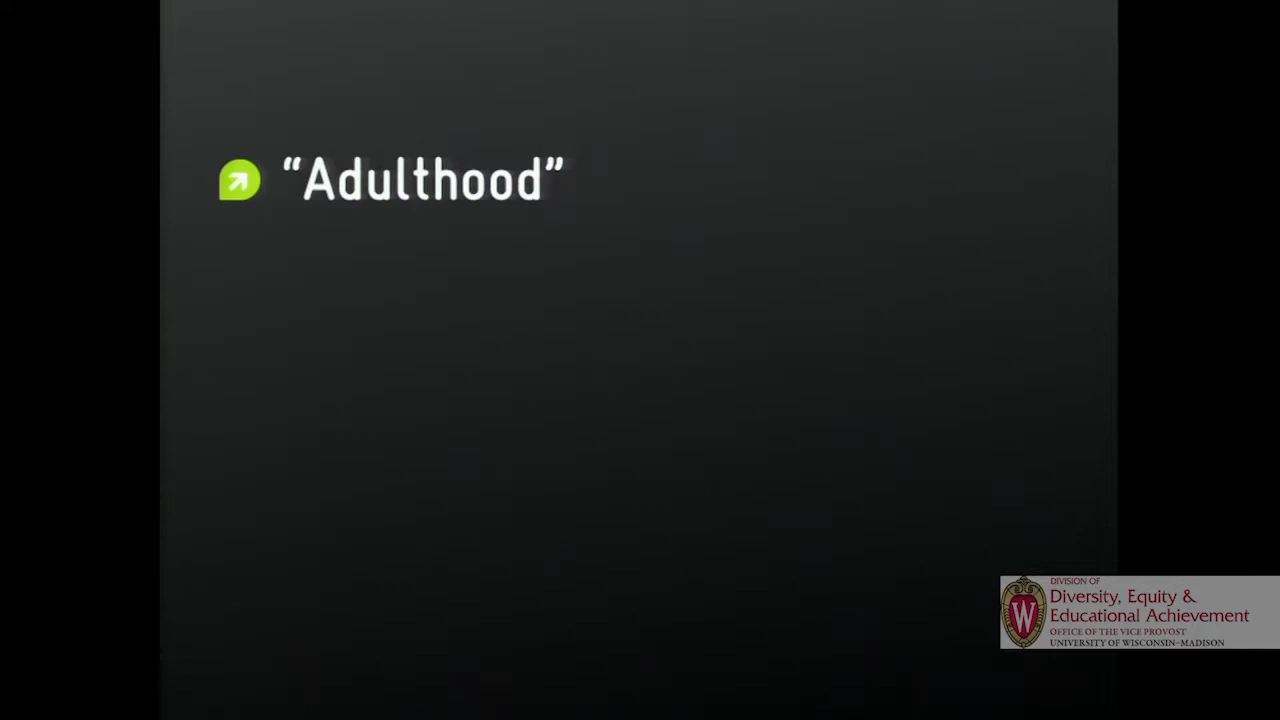 “Adulthood”
DIVISION OF
Diversity, Equity &
Educational Achievement
OFFICE OF THE VICE PROVOST
UNIVERSITY OF WISCONSIN–MADISON
W